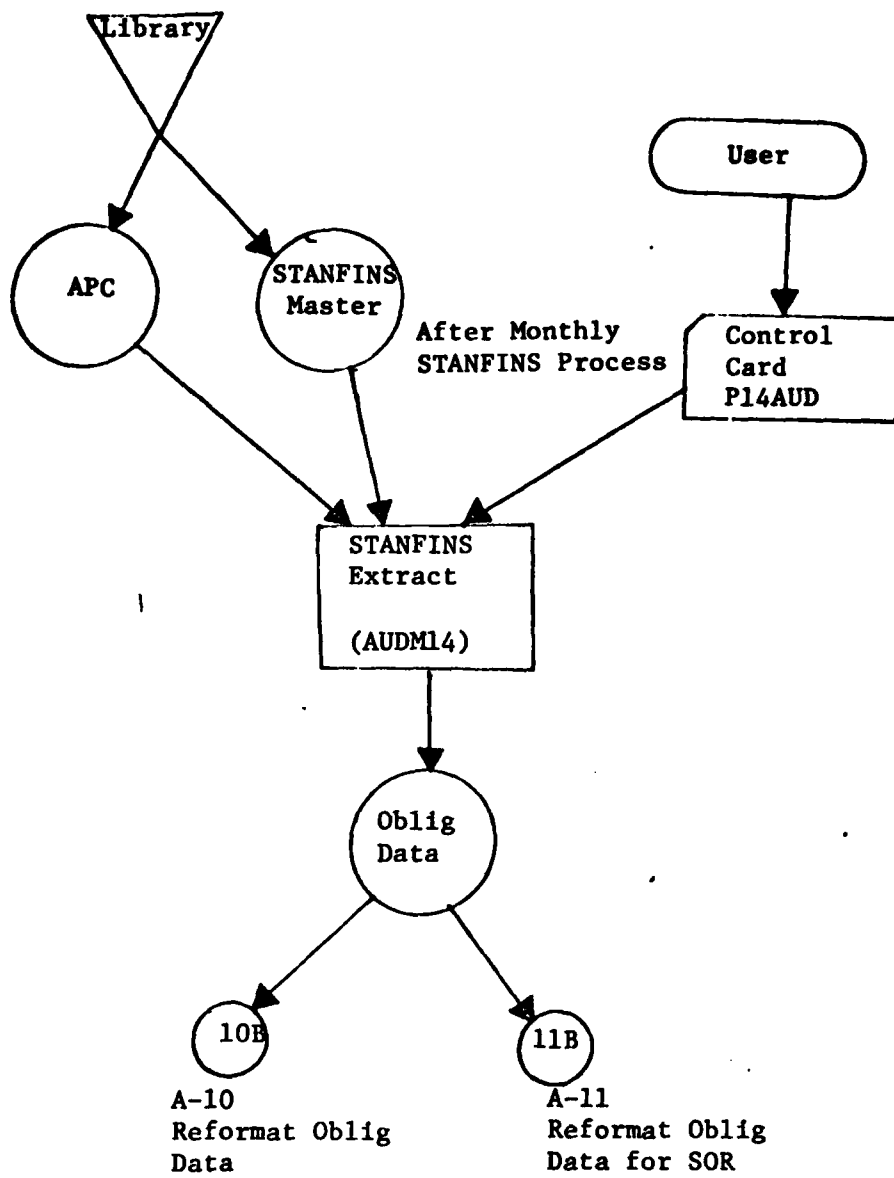 Library
User
APC
STANFINS
Master
After Monthly
STANFINS Process
Control
Card
P14AUD
STANFINS
Extract
(AUDM14)
Oblig
Data
10B
11B
A-10
Reformat Oblig
Data
A-11
Reformat Oblig
Data for SOR